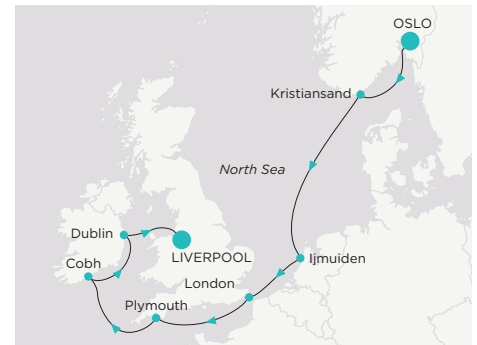 OSLO
Kristiansand
North Sea
Dublin
LIVERPOOL
Ijmuiden
Cobh
London
Plymouth